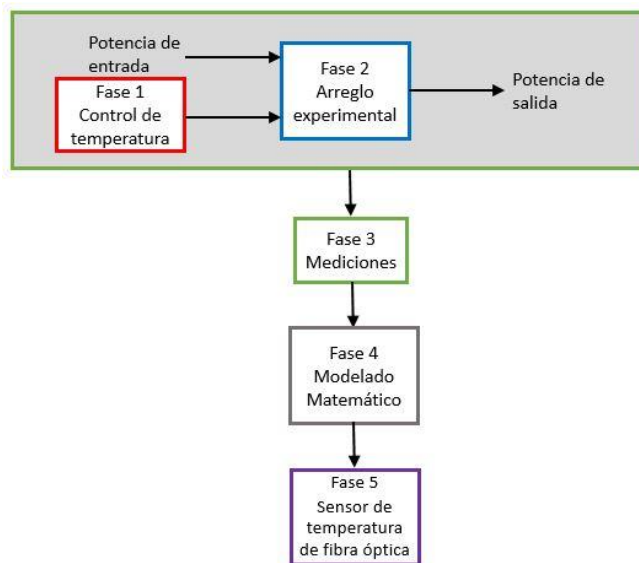 Potencia de
entrada
Fase 1
Control de
temperatura
Fase 2
Arreglo
experimental
Potencia de
salida
Fase 3
Mediciones
Fase 4
Modelado
Matemático
Fase 5
Sensor de
temperatura
de fibra óptica